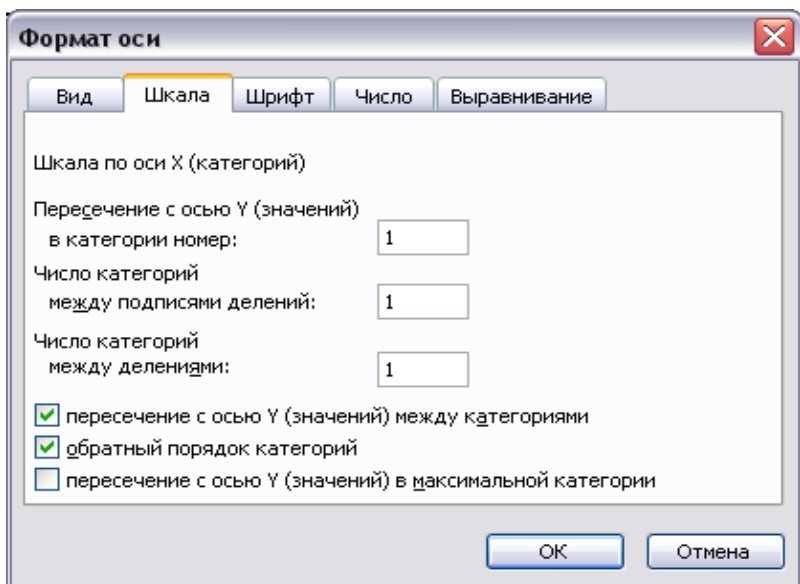 Формат оси
Вид Шкала Шрифт Число Выравнивание
Шкала по оси X (категорий)
Пересечение с осью Y (значений)
в категории номер: 1
Число категорий
между подписями делений: 1
Число категорий
между делениями: 1
пересечение с осью Y (значений) между категориями
обратный порядок категорий
пересечение с осью Y (значений) в максимальной категории
ОК Отмена